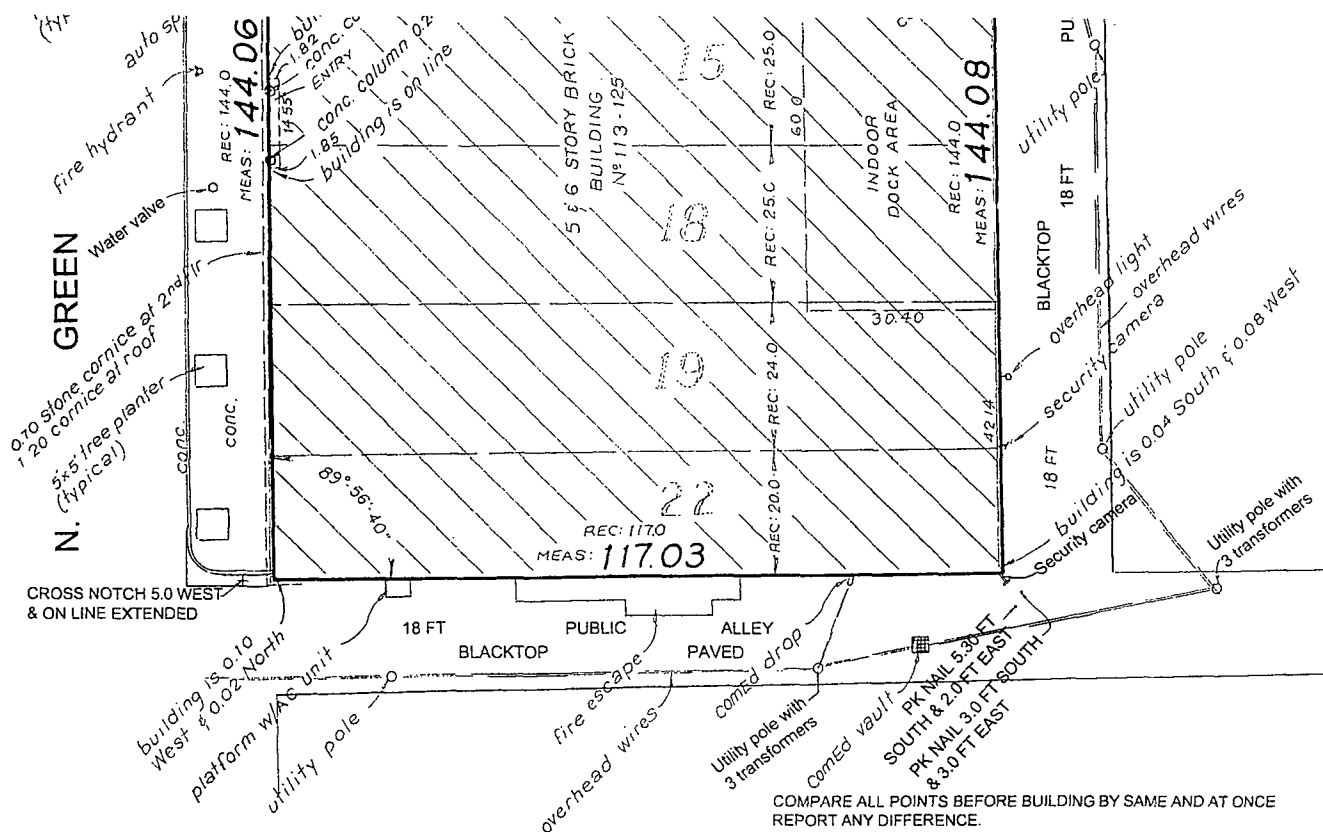 auto sp
fire hydrant
Water valve
N. GREEN
0.70 stone cornice at 2nd flr
1.20 cornice at roof
5'x5' tree planter
(typical)
conc.
conc.
REC: 144.0
MEAS: 144.06
1.82
conc. co
ENTRY
14.55
conc. column 0.2
1.85
building is on line
5 & 6 STORY BRICK
BUILDING
Nº 113-125
15
18
19
22
REC: 25.0
REC: 25.0
REC: 24.0
REC: 20.0
60.0
INDOOR
DOCK AREA
30.40
REC: 144.0
MEAS: 144.08
42.14
PU
utility pole
18 FT
BLACKTOP
18 FT
overhead light
overhead wires
security camera
utility pole
building is 0.04 South & 0.08 West
Security camera
Utility pole with
3 transformers
89°-56'-40"
REC: 117.0
MEAS: 117.03
CROSS NOTCH 5.0 WEST
& ON LINE EXTENDED
18 FT PUBLIC ALLEY
BLACKTOP PAVED
building is 0.10
West & 0.02 North
platform w/AC unit
utility pole
fire escape
overhead wires
comEd drop
Utility pole with
3 transformers
ComEd vault
PK NAIL 5.30 FT
SOUTH & 2.0 FT EAST
PK NAIL 3.0 FT SOUTH
& 3.0 FT EAST
COMPARE ALL POINTS BEFORE BUILDING BY SAME AND AT ONCE
REPORT ANY DIFFERENCE.